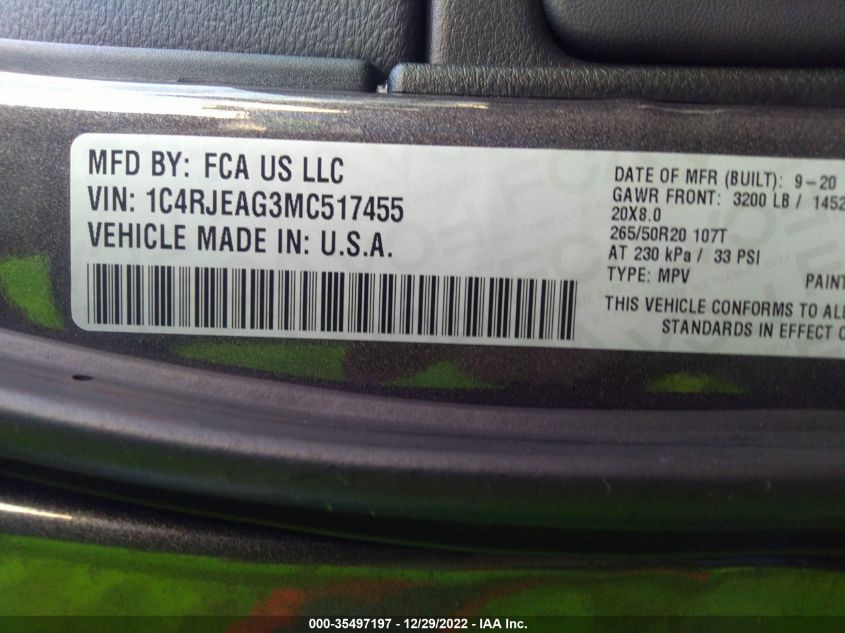 MFD BY: FCA US LLC
VIN: 1C4RJEAG3MC517455
VEHICLE MADE IN: U.S.A.
DATE OF MFR (BUILT): 9-20
GAWR FRONT: 3200 LB / 1452
20X8.0
265/50R20 107T
AT 230 kPa / 33 PSI
TYPE: MPV PAINT
THIS VEHICLE CONFORMS TO ALL
STANDARDS IN EFFECT
000-35497197 - 12/29/2022 - IAA Inc.